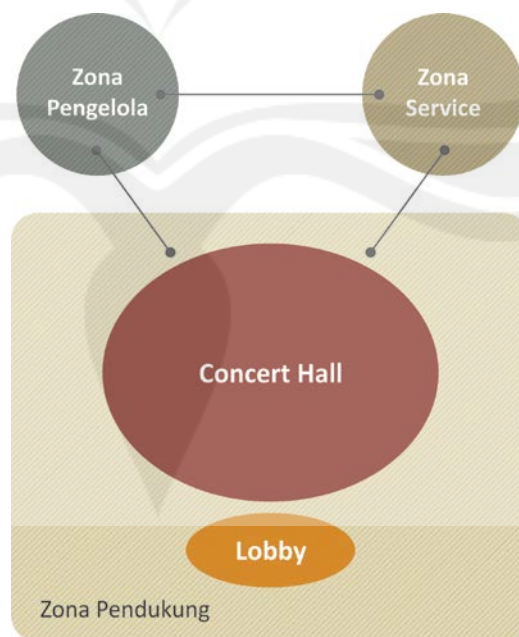 Zona
Pengelola
Zona
Service
Concert Hall
Lobby
Zona Pendukung